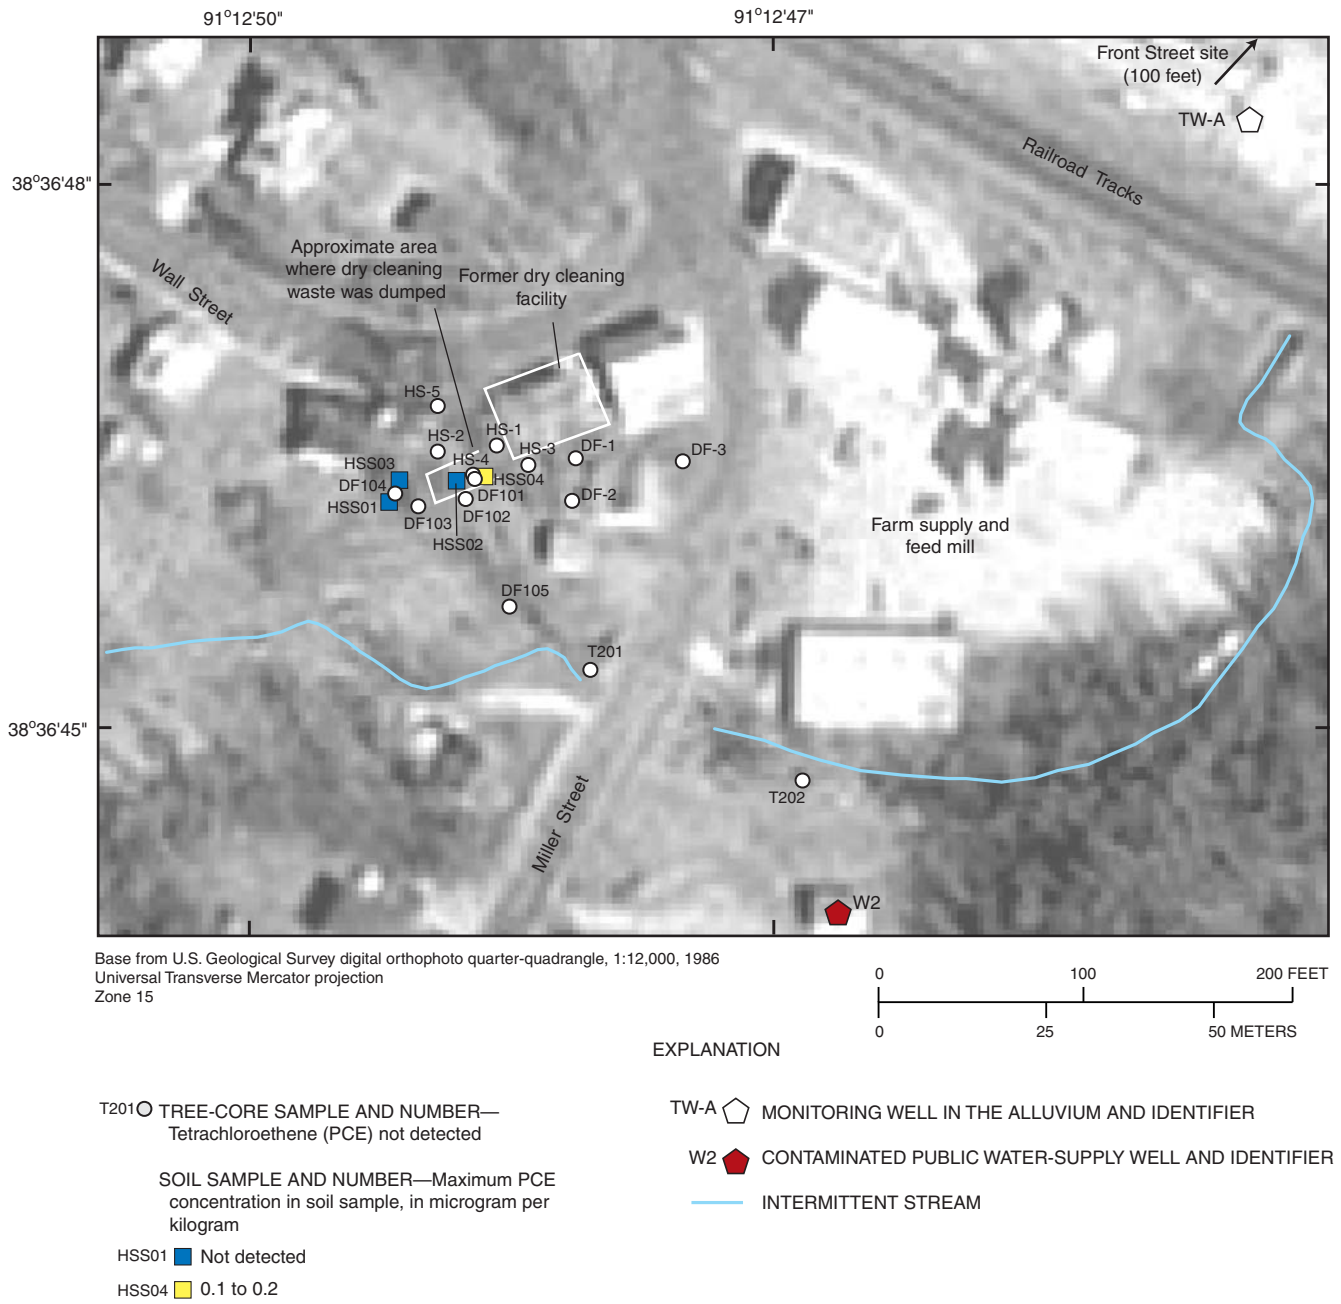 91°12'50"
91°12'47"
Front Street site
(100 feet)
TW-A
Railroad Tracks
38°36'48"
Approximate area
where dry cleaning
waste was dumped
Former dry cleaning
facility
Wall Street
HS-5
HS-2
HS-1
HS-3
DF-1
DF-3
HS-4
HSS03
HSS04
DF104
DF101
DF-2
HSS01
DF103
DF102
HSS02
Farm supply and
feed mill
DF105
T201
38°36'45"
T202
Miller Street
W2
Base from U.S. Geological Survey digital orthophoto quarter-quadrangle, 1:12,000, 1986
Universal Transverse Mercator projection
Zone 15
0 100 200 FEET
0 25 50 METERS
EXPLANATION
T201 TREE-CORE SAMPLE AND NUMBER—
Tetrachloroethene (PCE) not detected
SOIL SAMPLE AND NUMBER—Maximum PCE
concentration in soil sample, in microgram per
kilogram
HSS01 Not detected
HSS04 0.1 to 0.2
TW-A MONITORING WELL IN THE ALLUVIUM AND IDENTIFIER
W2 CONTAMINATED PUBLIC WATER-SUPPLY WELL AND IDENTIFIER
INTERMITTENT STREAM